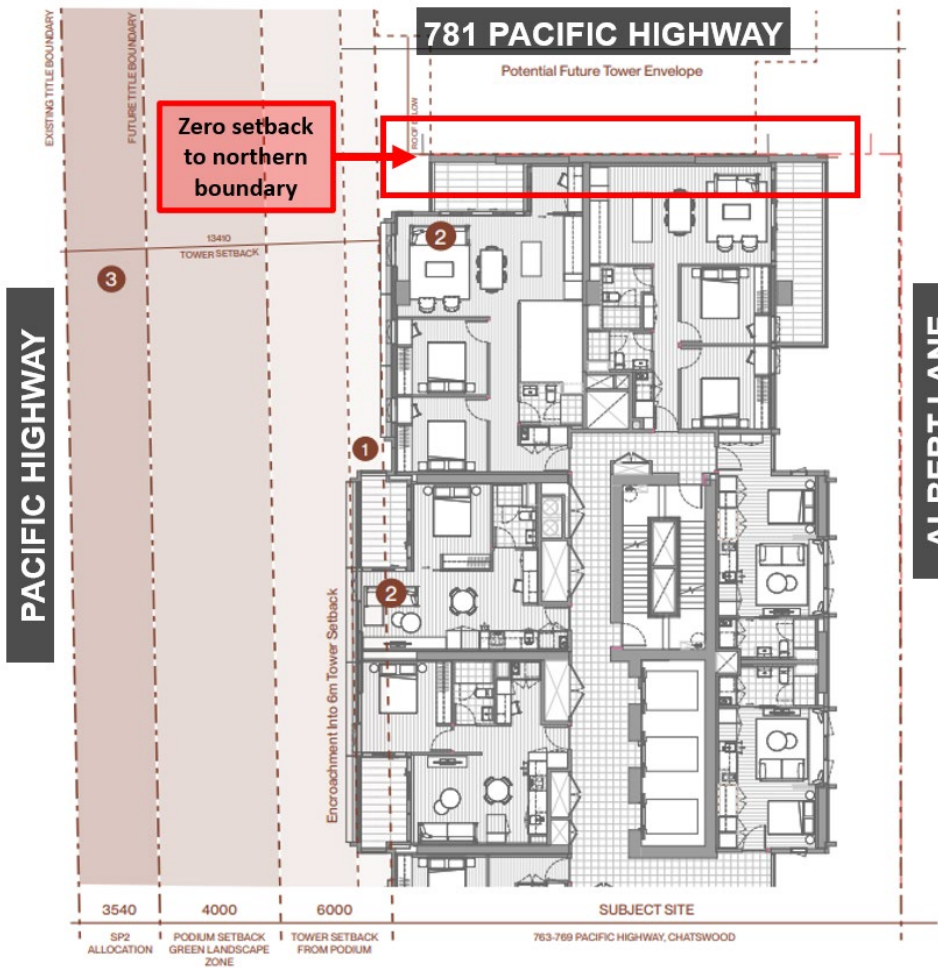 781 PACIFIC HIGHWAY
Potential Future Tower Envelope
EXISTING TITLE BOUNDARY
FUTURE TITLE BOUNDARY
ROOF BELOW
Zero setback
to northern
boundary
13410
TOWER SETBACK
2
3
1
2
PACIFIC HIGHWAY
ALBERT LANE
Encroachment Into 6m Tower Setback
3540
4000
6000
SUBJECT SITE
SP2
ALLOCATION
PODIUM SETBACK
GREEN LANDSCAPE
ZONE
TOWER SETBACK
FROM PODIUM
763-769 PACIFIC HIGHWAY, CHATSWOOD